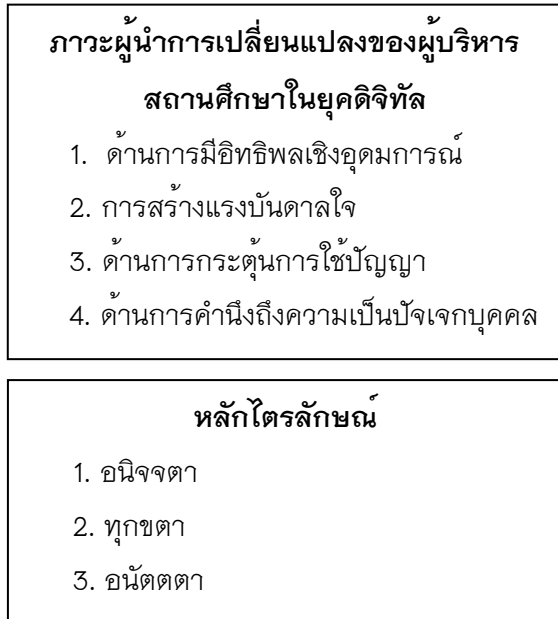 ภาวะผู้นำการเปลี่ยนแปลงของผู้บริหาร
สถานศึกษาในยุคดิจิทัล
1. ด้านการมีอิทธิพลเชิงอุดมการณ์
2. การสร้างแรงบันดาลใจ
3. ด้านการกระตุ้นการใช้ปัญญา
4. ด้านการคำนึงถึงความเป็นปัจเจกบุคคล
หลักไตรลักษณ์
1. อนิจจตา
2. ทุกขตา
3. อนัตตตา